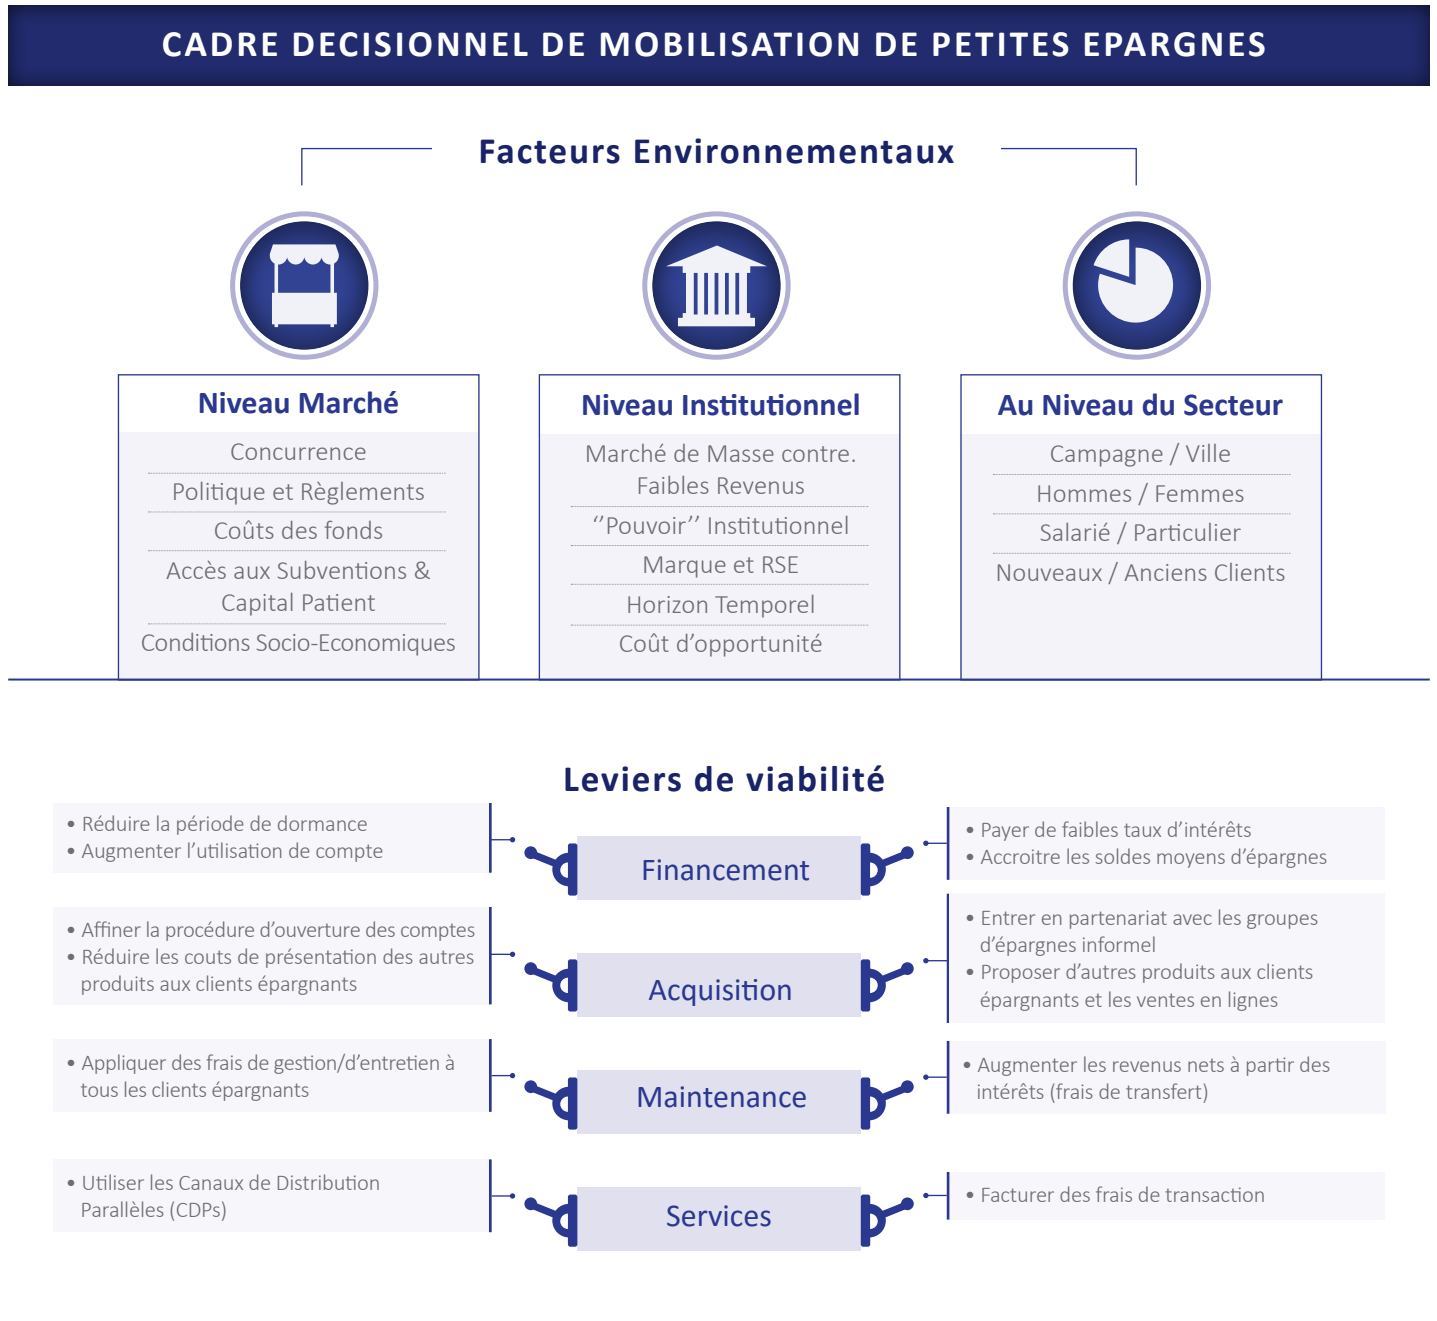 CADRE DECISIONNEL DE MOBILISATION DE PETITES EPARGNES
Facteurs Environnementaux
Niveau Marché
Concurrence
Politique et Règlements
Coûts des fonds
Accès aux Subventions &
Capital Patient
Conditions Socio-Economiques
Niveau Institutionnel
Marché de Masse contre.
Faibles Revenus
‘’Pouvoir’’ Institutionnel
Marque et RSE
Horizon Temporel
Coût d’opportunité
Au Niveau du Secteur
Campagne / Ville
Hommes / Femmes
Salarié / Particulier
Nouveaux / Anciens Clients
Leviers de viabilité
• Réduire la période de dormance
• Augmenter l’utilisation de compte
Financement
• Payer de faibles taux d’intérêts
• Accroitre les soldes moyens d’épargnes
• Affiner la procédure d’ouverture des comptes
• Réduire les couts de présentation des autres
produits aux clients épargnants
Acquisition
• Entrer en partenariat avec les groupes
d’épargnes informel
• Proposer d’autres produits aux clients
épargnants et les ventes en lignes
• Appliquer des frais de gestion/d’entretien à
tous les clients épargnants
Maintenance
• Augmenter les revenus nets à partir des
intérêts (frais de transfert)
• Utiliser les Canaux de Distribution
Parallèles (CDPs)
Services
• Facturer des frais de transaction